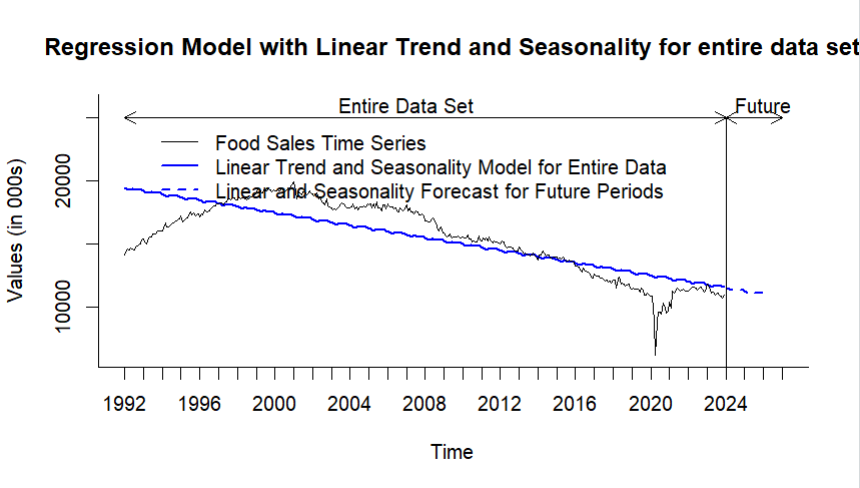 Regression Model with Linear Trend and Seasonality for entire data set
Entire Data Set
Future
Food Sales Time Series
Linear Trend and Seasonality Model for Entire Data
Linear and Seasonality Forecast for Future Periods
Values (in 000s)
20000
10000
1992 1996 2000 2004 2008 2012 2016 2020 2024
Time